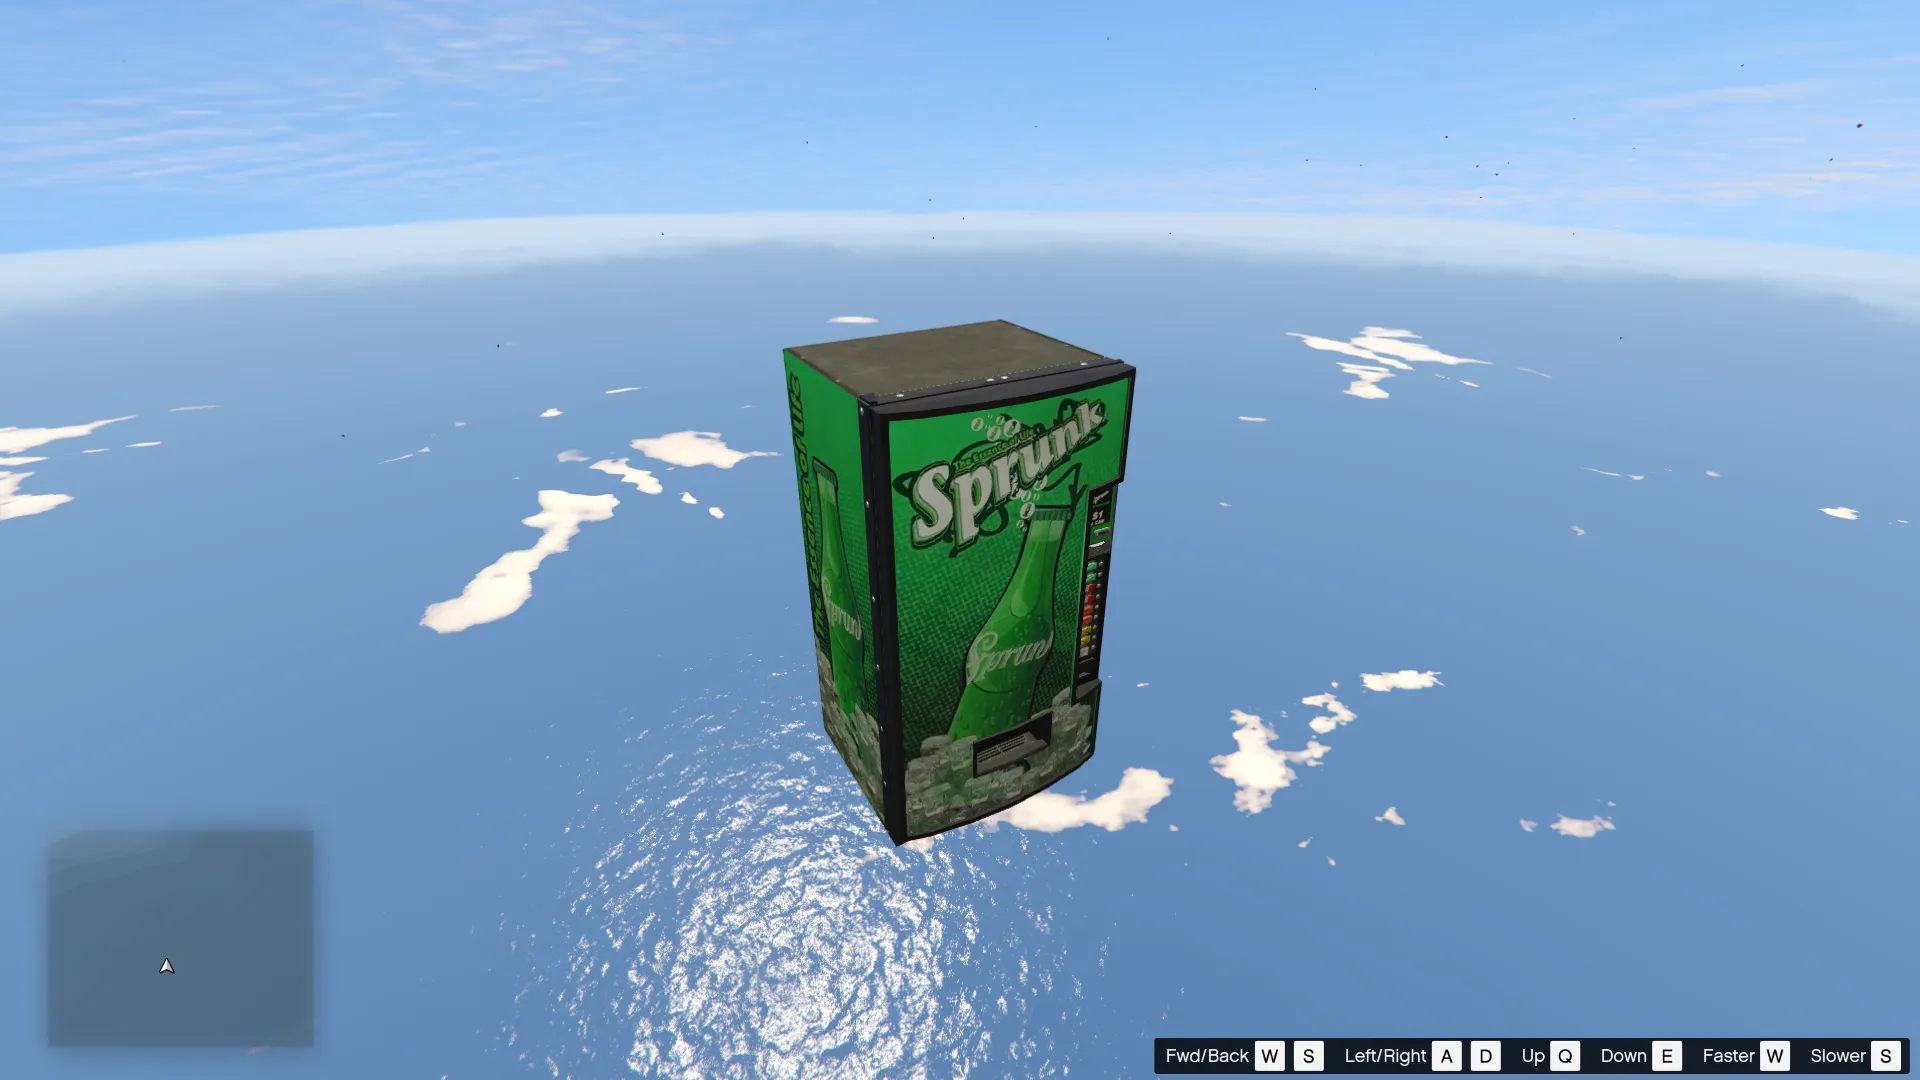 The Essence of Life
Sprunk
The Essence of Life
Sprunk
Sprunk
$1
Fwd/Back W S Left/Right A D Up Q Down E Faster W Slower S